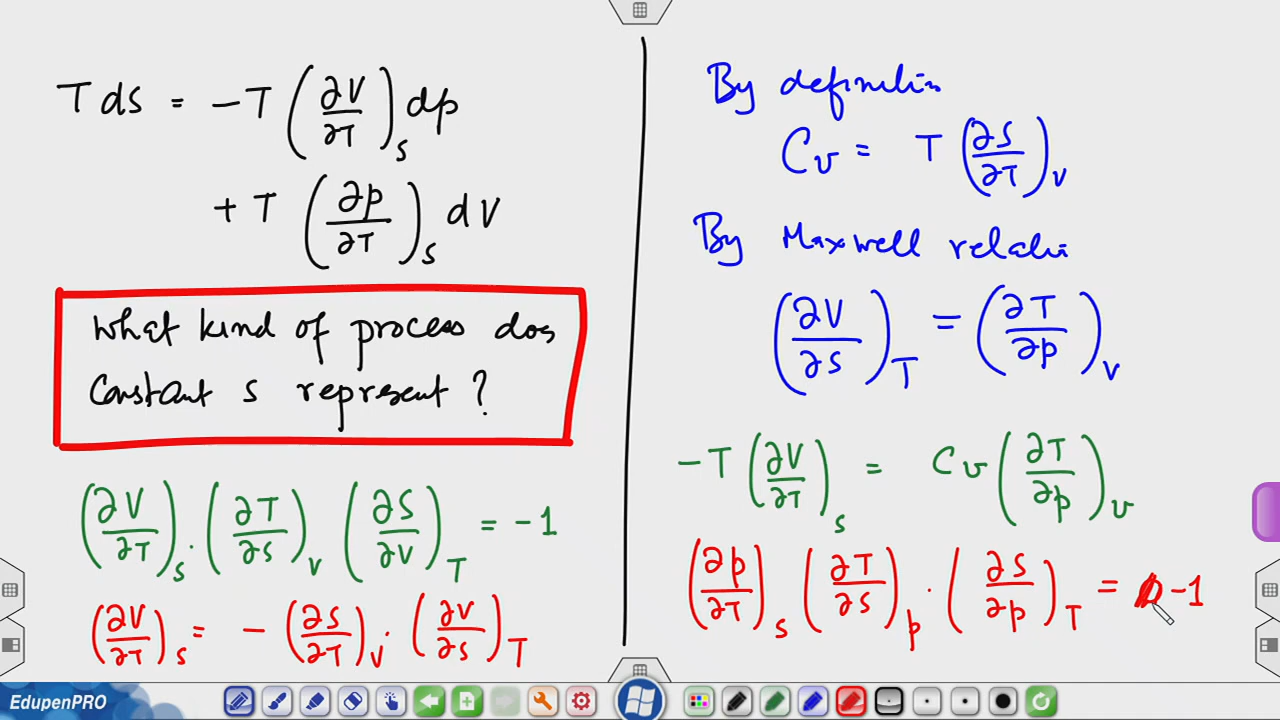 T ds = -T (∂V/∂T)_s dp
+ T (∂p/∂T)_s dV
What kind of process does
Constant s represent ?
(∂V/∂T)_s . (∂T/∂s)_v (∂S/∂V)_T = -1
(∂V/∂T)_s = - (∂S/∂T)_v . (∂V/∂s)_T
By definition
Cv = T (∂S/∂T)_v
By Maxwell relation
(∂V/∂s)_T = (∂T/∂p)_v
-T (∂V/∂T)_s = Cv (∂T/∂p)_v
(∂p/∂T)_s (∂T/∂s)_p . (∂S/∂p)_T = -1
EdupenPRO